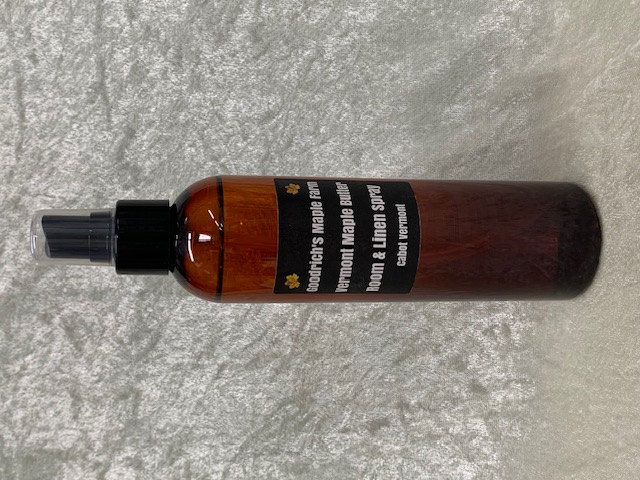 Goodrich's Maple Farm
Vermont Maple Butter
Room & Linen Spray
Cabot Vermont